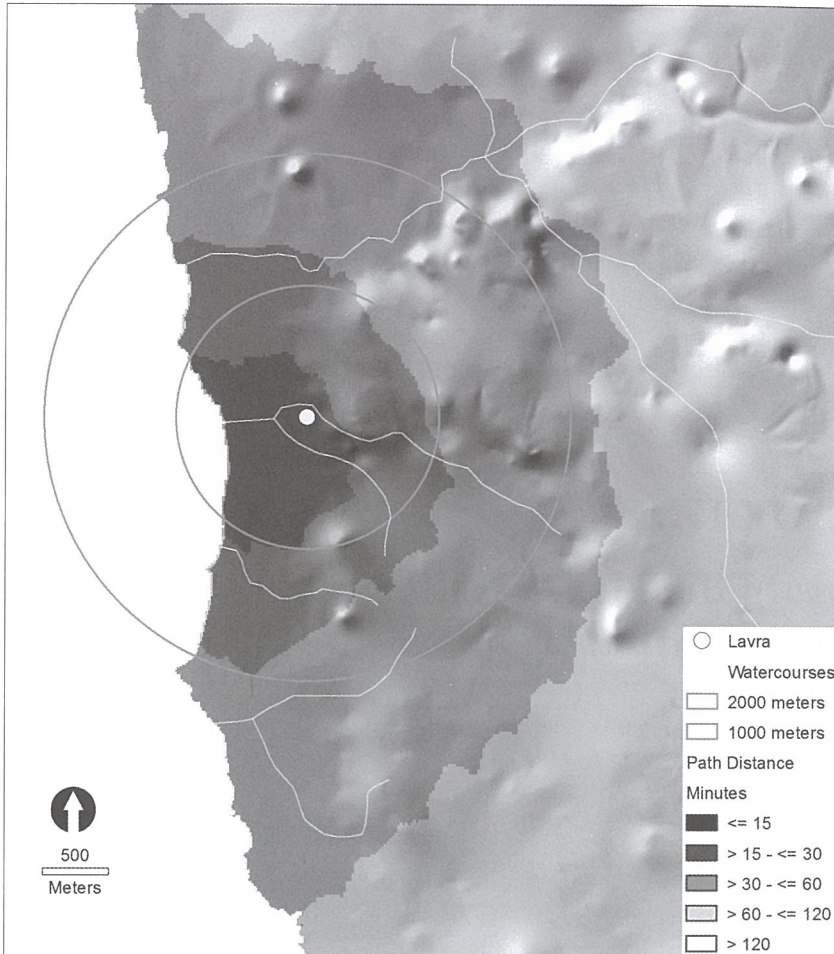 Lavra
Watercourses
2000 meters
1000 meters
Path Distance
Minutes
<= 15
> 15 - <= 30
> 30 - <= 60
> 60 - <= 120
> 120
500
Meters